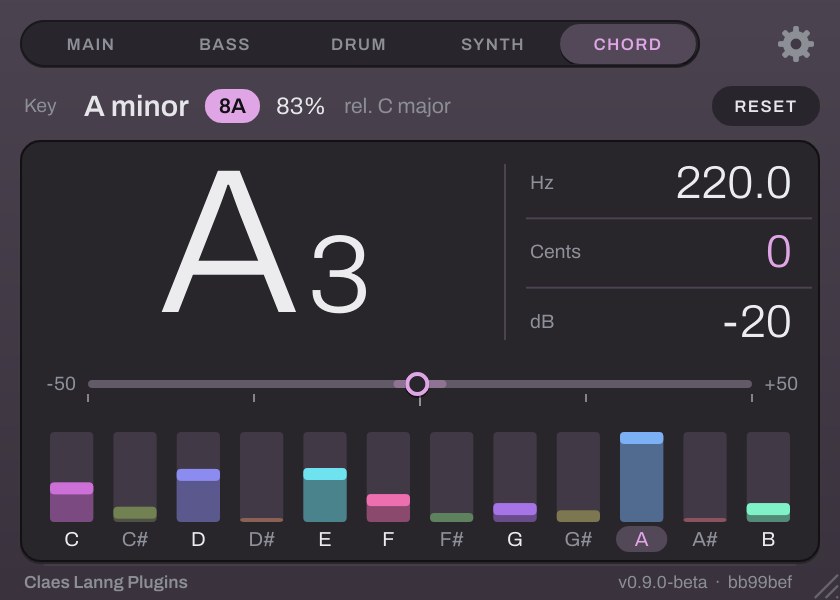 MAIN BASS DRUM SYNTH CHORD
Key A minor 8A 83% rel. C major RESET
A3
Hz 220.0
Cents 0
dB -20
-50 +50
C C# D D# E F F# G G# A A# B
Claes Lanng Plugins v0.9.0-beta · bb99bef